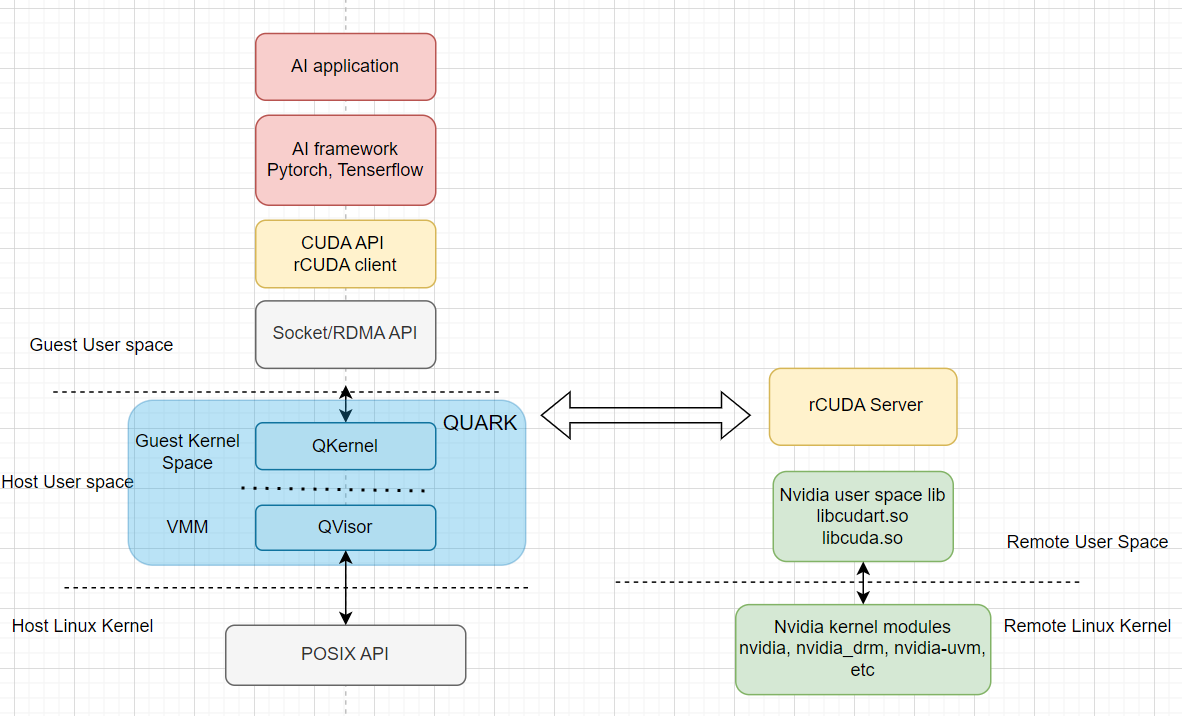 AI application
AI framework
Pytorch, Tenserflow
CUDA API
rCUDA client
Socket/RDMA API
Guest User space
QUARK
Guest Kernel
Space
QKernel
Host User space
VMM
QVisor
Host Linux Kernel
POSIX API
rCUDA Server
Nvidia user space lib
libcudart.so
libcuda.so
Remote User Space
Nvidia kernel modules
nvidia, nvidia_drm, nvidia-uvm,
etc
Remote Linux Kernel